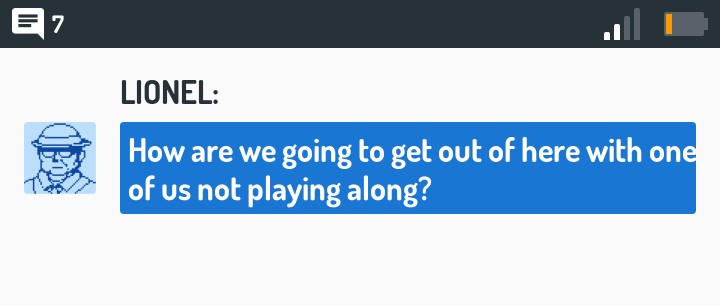 7
LIONEL:
How are we going to get out of here with one
of us not playing along?